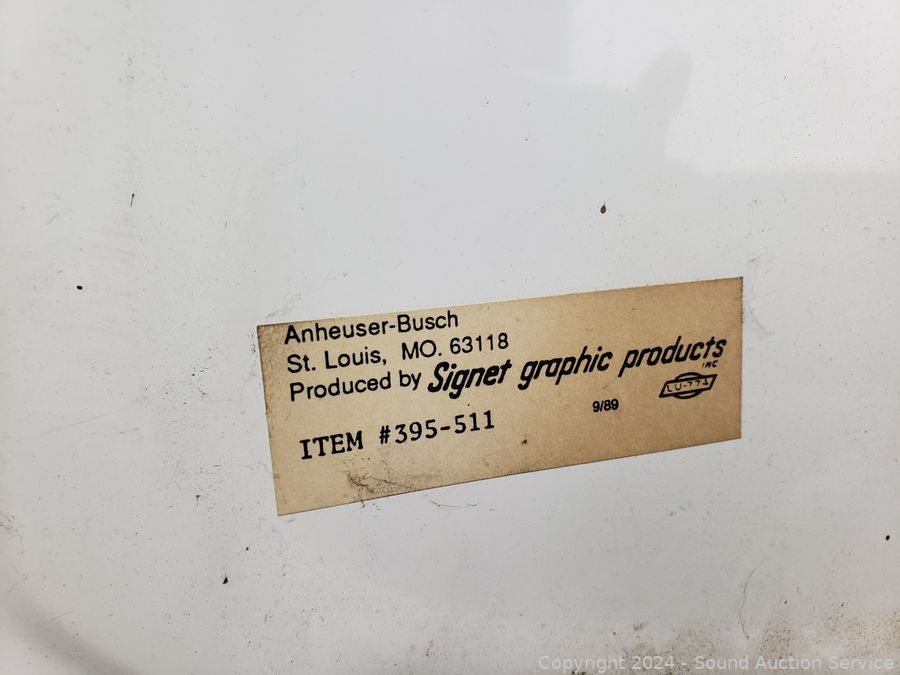 Anheuser-Busch
St. Louis, MO. 63118
Produced by Signet graphic products
INC
ITEM #395-511
9/89
Copyright 2024 - Sound Auction Service